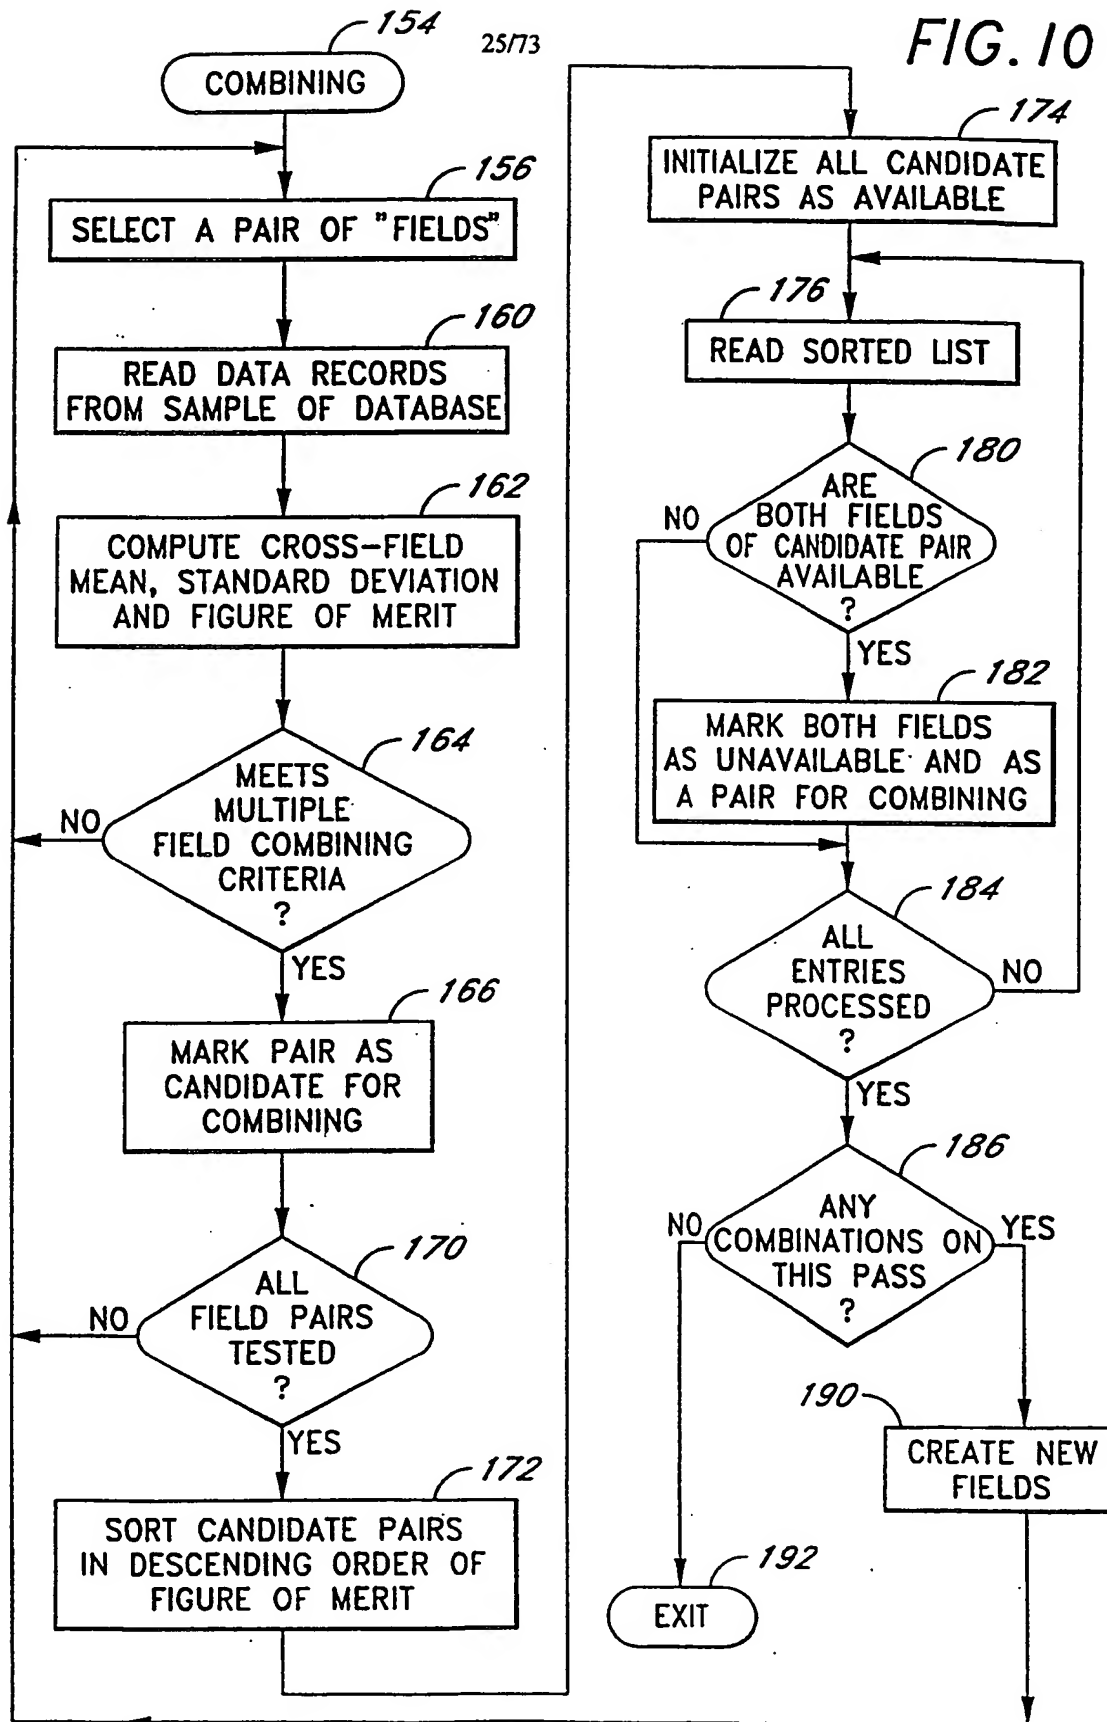 25/73
FIG. 10
154
COMBINING
156
SELECT A PAIR OF "FIELDS"
160
READ DATA RECORDS
FROM SAMPLE OF DATABASE
162
COMPUTE CROSS-FIELD
MEAN, STANDARD DEVIATION
AND FIGURE OF MERIT
164
MEETS
MULTIPLE
FIELD COMBINING
CRITERIA
?
NO
YES
166
MARK PAIR AS
CANDIDATE FOR
COMBINING
170
ALL
FIELD PAIRS
TESTED
?
NO
YES
172
SORT CANDIDATE PAIRS
IN DESCENDING ORDER OF
FIGURE OF MERIT
174
INITIALIZE ALL CANDIDATE
PAIRS AS AVAILABLE
176
READ SORTED LIST
180
ARE
BOTH FIELDS
OF CANDIDATE PAIR
AVAILABLE
?
NO
YES
182
MARK BOTH FIELDS
AS UNAVAILABLE AND AS
A PAIR FOR COMBINING
184
ALL
ENTRIES
PROCESSED
?
NO
YES
186
ANY
COMBINATIONS ON
THIS PASS
?
NO
YES
190
CREATE NEW
FIELDS
192
EXIT